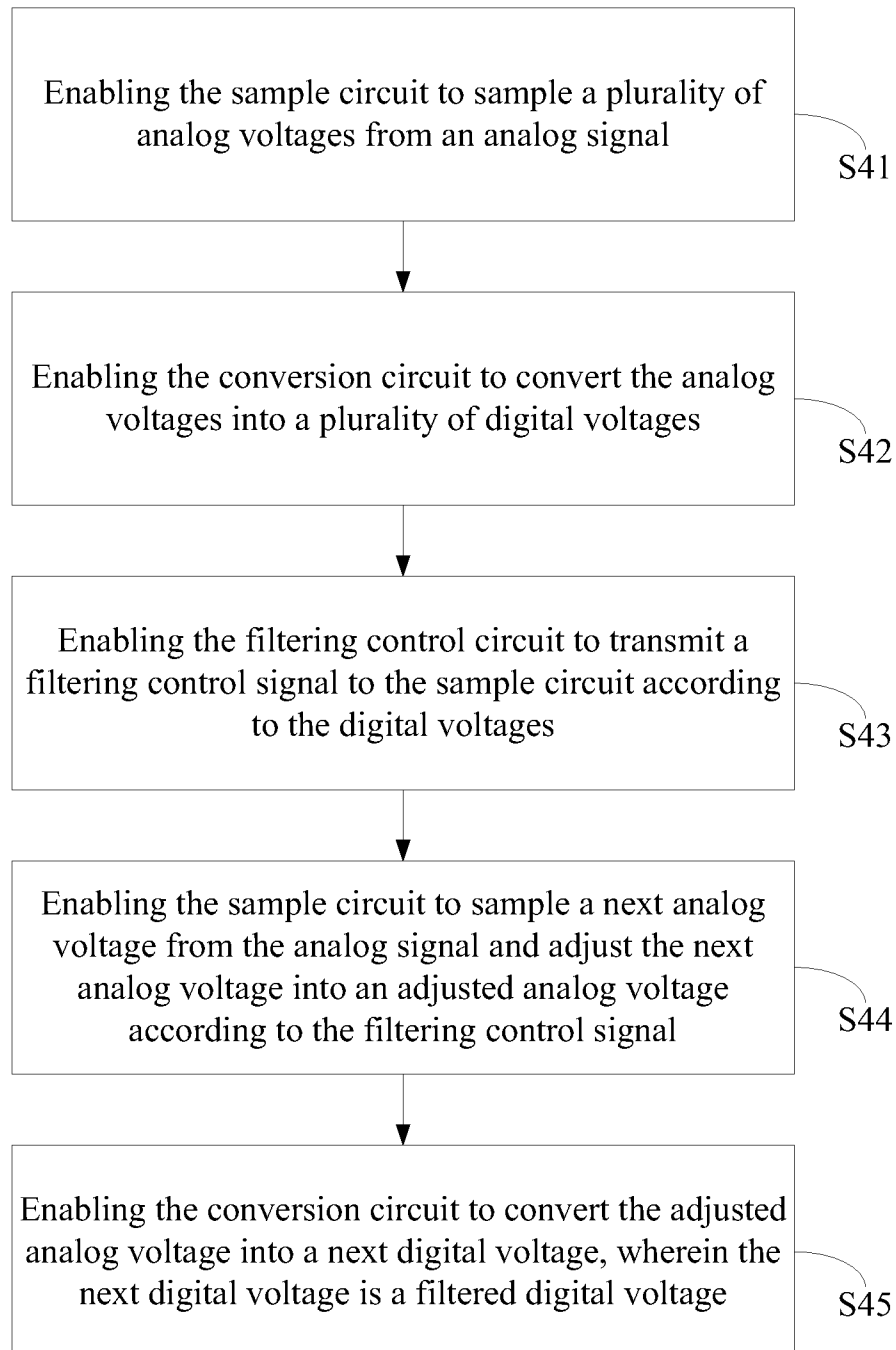 Enabling the sample circuit to sample a plurality of
analog voltages from an analog signal
S41
Enabling the conversion circuit to convert the analog
voltages into a plurality of digital voltages
S42
Enabling the filtering control circuit to transmit a
filtering control signal to the sample circuit according
to the digital voltages
S43
Enabling the sample circuit to sample a next analog
voltage from the analog signal and adjust the next
analog voltage into an adjusted analog voltage
according to the filtering control signal
S44
Enabling the conversion circuit to convert the adjusted
analog voltage into a next digital voltage, wherein the
next digital voltage is a filtered digital voltage
S45